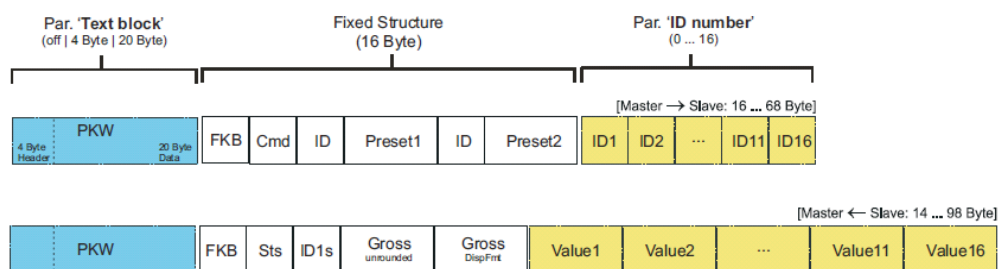 Par. ‘Text block’
(off | 4 Byte | 20 Byte)
Fixed Structure
(16 Byte)
Par. ‘ID number’
(0 ... 16)
[Master → Slave: 16 ... 68 Byte]
PKW
4 Byte
Header
20 Byte
Data
FKB
Cmd
ID
Preset1
ID
Preset2
ID1
ID2
...
ID11
ID16
[Master ← Slave: 14 ... 98 Byte]
PKW
FKB
Sts
ID1s
Gross
unrounded
Gross
DispFmt
Value1
Value2
...
Value11
Value16